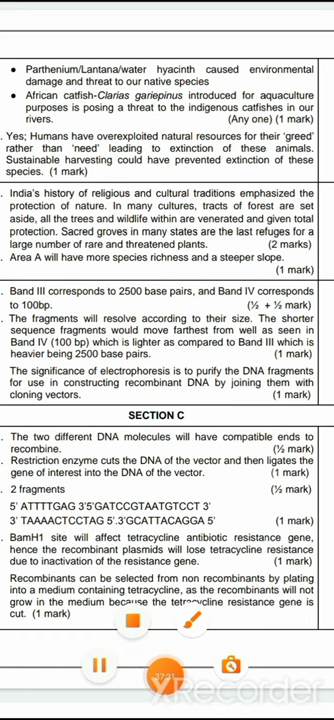 • Parthenium/Lantana/water hyacinth caused environmental
damage and threat to our native species
• African catfish-Clarias gariepinus introduced for aquaculture
purposes is posing a threat to the indigenous catfishes in our
rivers. (Any one) (1 mark)
. Yes; Humans have overexploited natural resources for their 'greed'
rather than 'need' leading to extinction of these animals.
Sustainable harvesting could have prevented extinction of these
species. (1 mark)
. India's history of religious and cultural traditions emphasized the
protection of nature. In many cultures, tracts of forest are set
aside, all the trees and wildlife within are venerated and given total
protection. Sacred groves in many states are the last refuges for a
large number of rare and threatened plants. (2 marks)
. Area A will have more species richness and a steeper slope.
(1 mark)
. Band III corresponds to 2500 base pairs, and Band IV corresponds
to 100bp. (½ + ½ mark)
. The fragments will resolve according to their size. The shorter
sequence fragments would move farthest from well as seen in
Band IV (100 bp) which is lighter as compared to Band III which is
heavier being 2500 base pairs. (1 mark)
The significance of electrophoresis is to purify the DNA fragments
for use in constructing recombinant DNA by joining them with
cloning vectors. (1 mark)
SECTION C
. The two different DNA molecules will have compatible ends to
recombine. (½ mark)
. Restriction enzyme cuts the DNA of the vector and then ligates the
gene of interest into the DNA of the vector. (1 mark)
. 2 fragments (½ mark)
5' ATTTTGAG 3'5'GATCCGTAATGTCCT 3'
3' TAAAACTCCTAG 5'.3'GCATTACAGGA 5' (1 mark)
. BamH1 site will affect tetracycline antibiotic resistance gene,
hence the recombinant plasmids will lose tetracycline resistance
due to inactivation of the resistance gene. (1 mark)
Recombinants can be selected from non recombinants by plating
into a medium containing tetracycline, as the recombinants will not
grow in the medium because the tetracycline resistance gene is
cut. (1 mark)
37:31
XRecorder